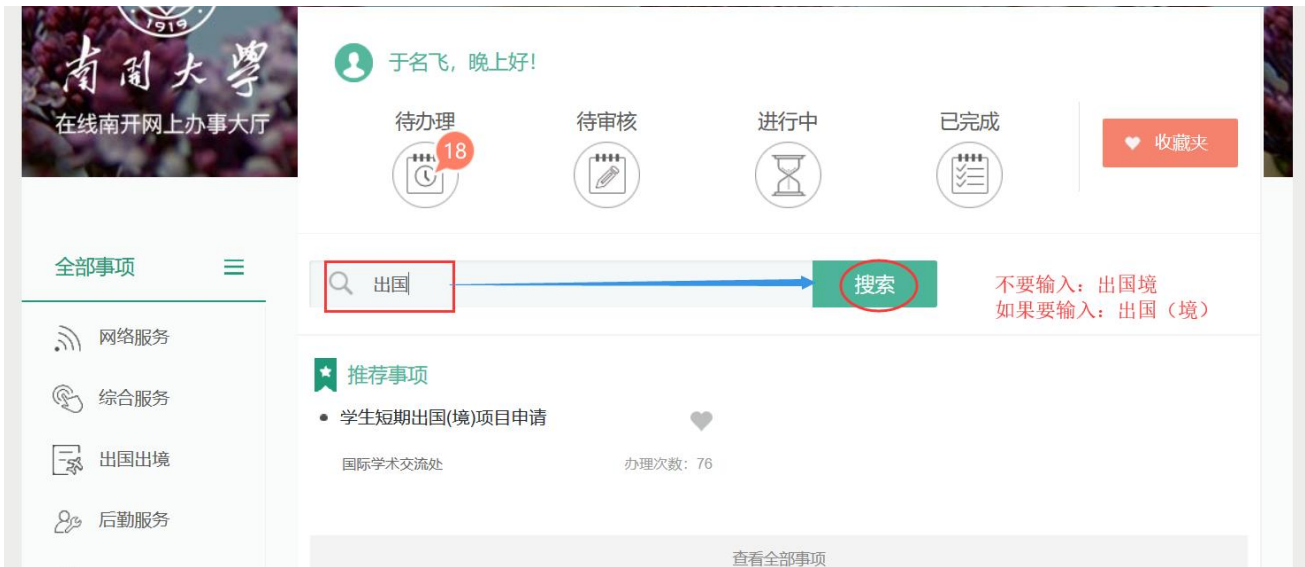 1919
南開大學
在线南开网上办事大厅
于名飞，晚上好！
待办理
18
待审核
进行中
已完成
收藏夹
全部事项
出国
搜索
不要输入：出国境
如果要输入：出国（境）
网络服务
综合服务
出国出境
后勤服务
推荐事项
学生短期出国(境)项目申请
国际学术交流处
办理次数：76
查看全部事项